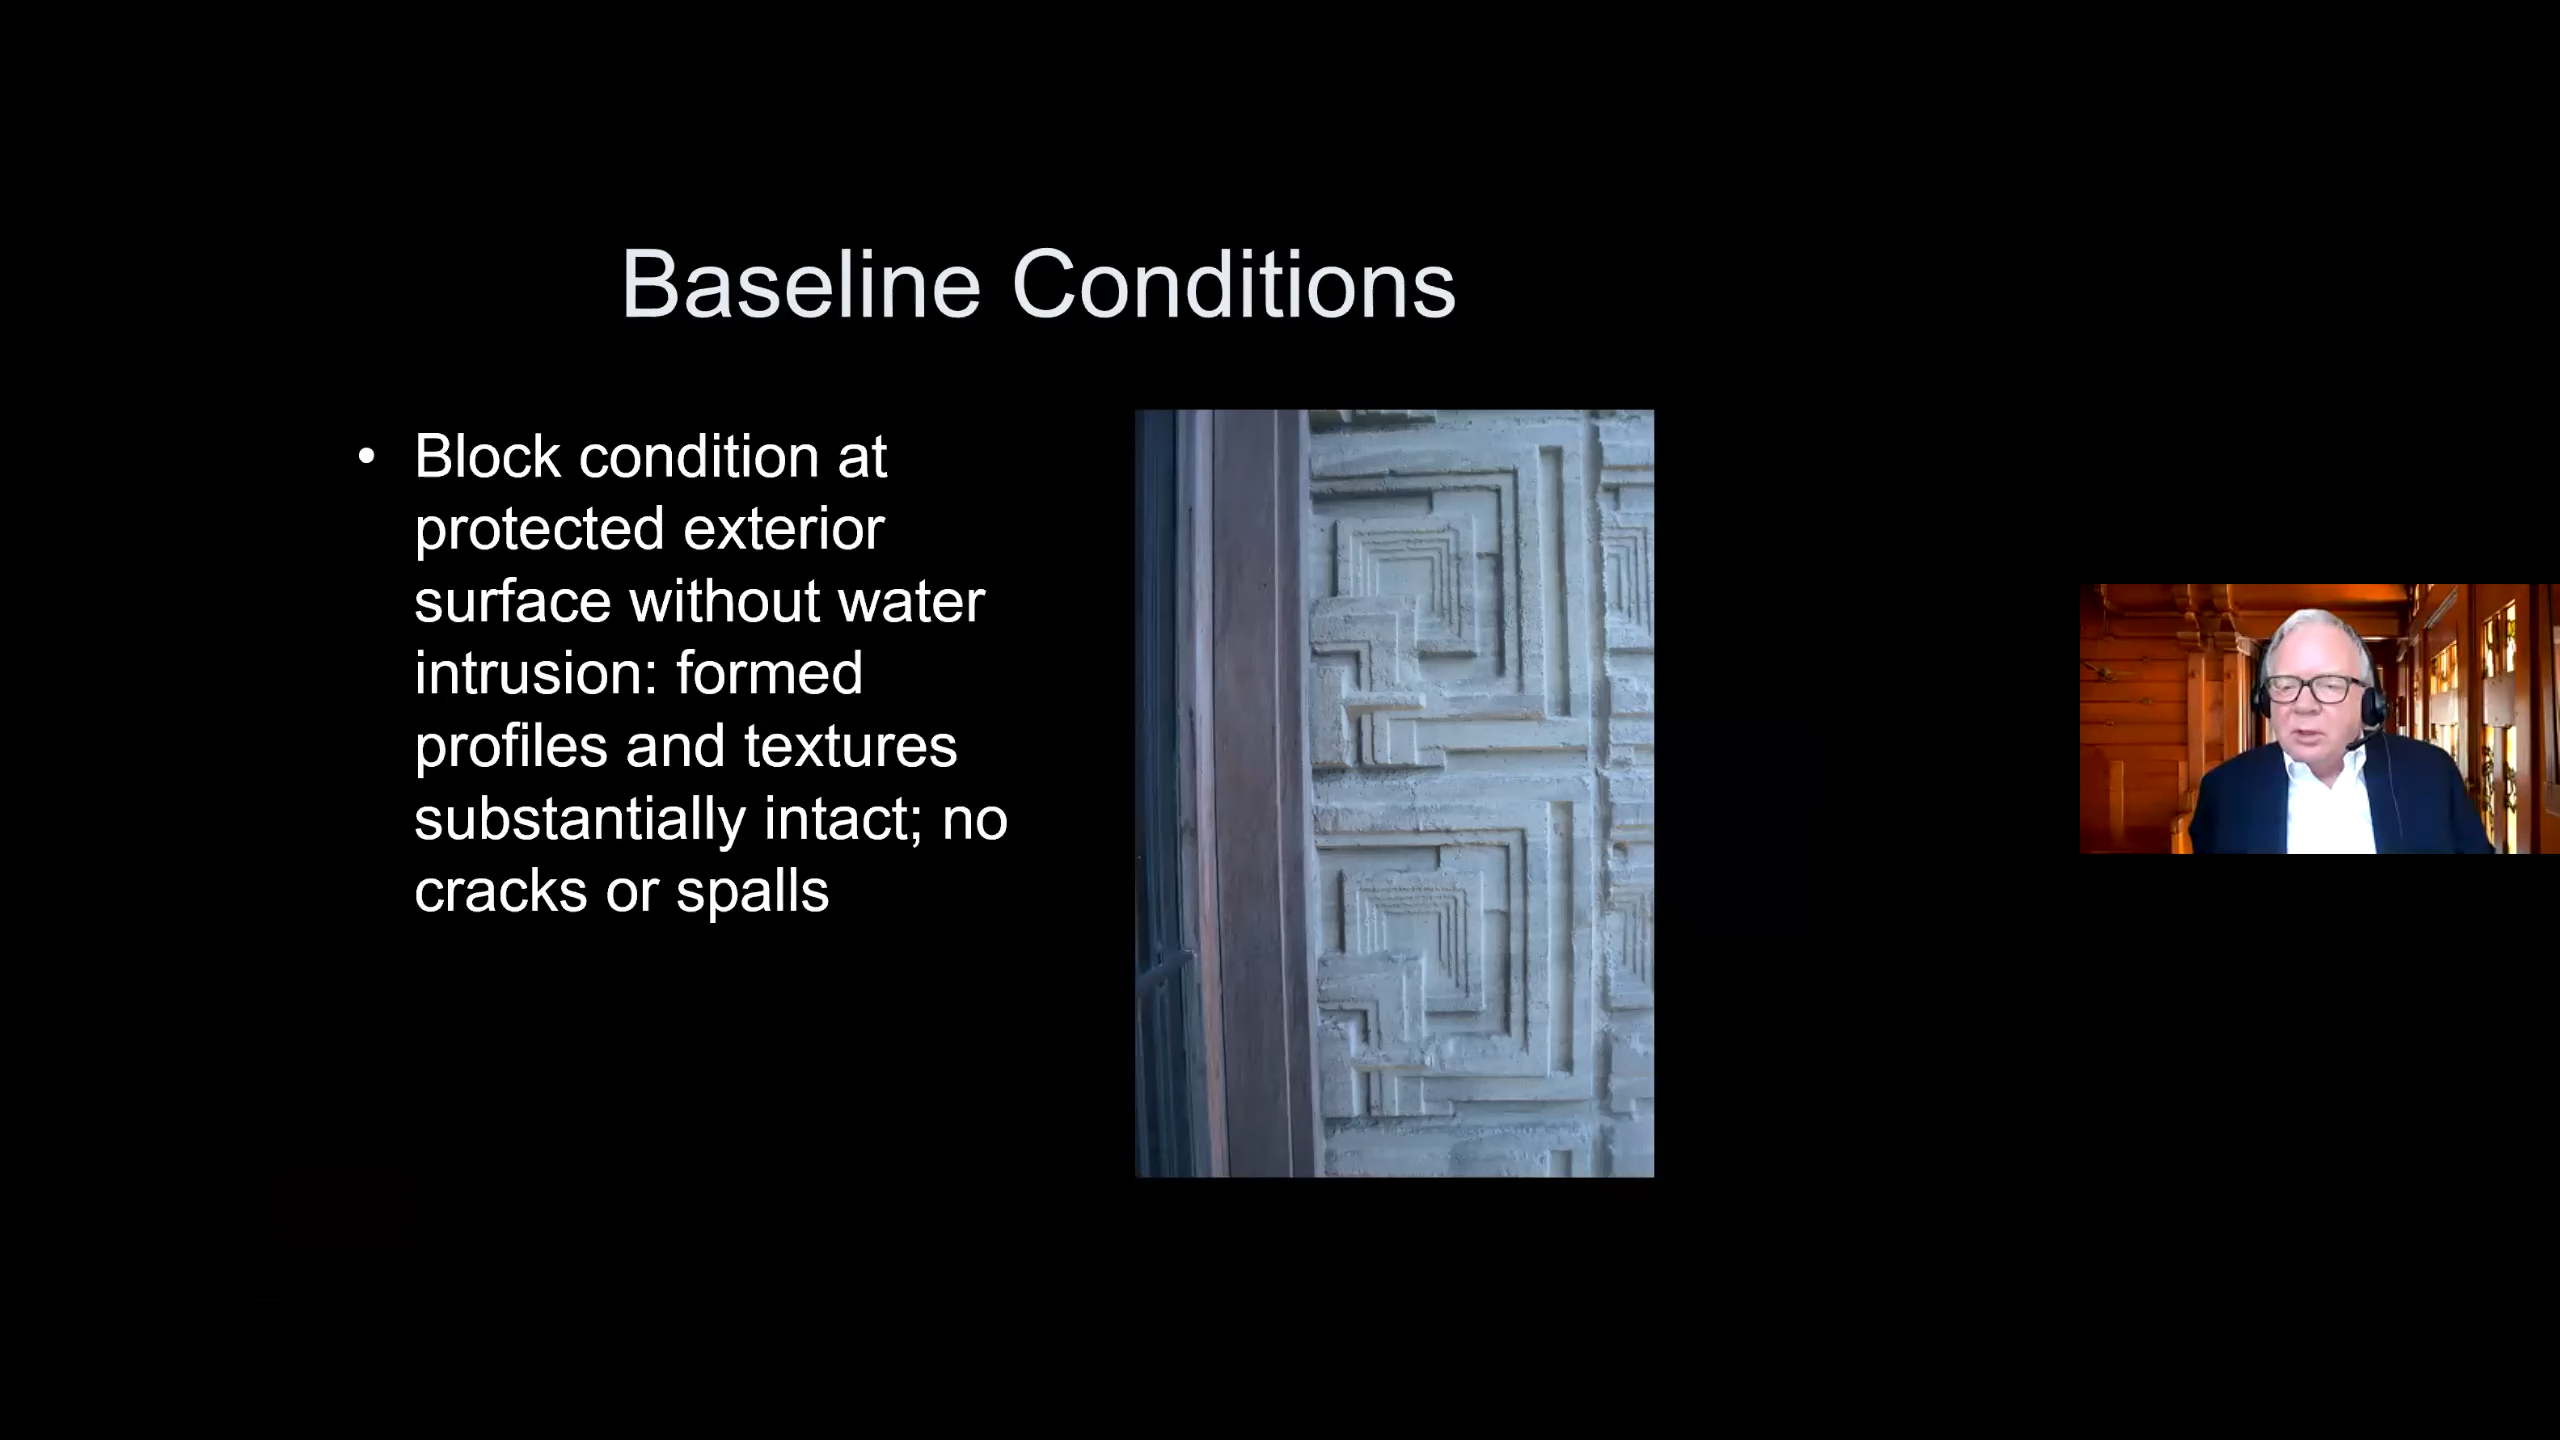 Baseline Conditions
• Block condition at
protected exterior
surface without water
intrusion: formed
profiles and textures
substantially intact; no
cracks or spalls